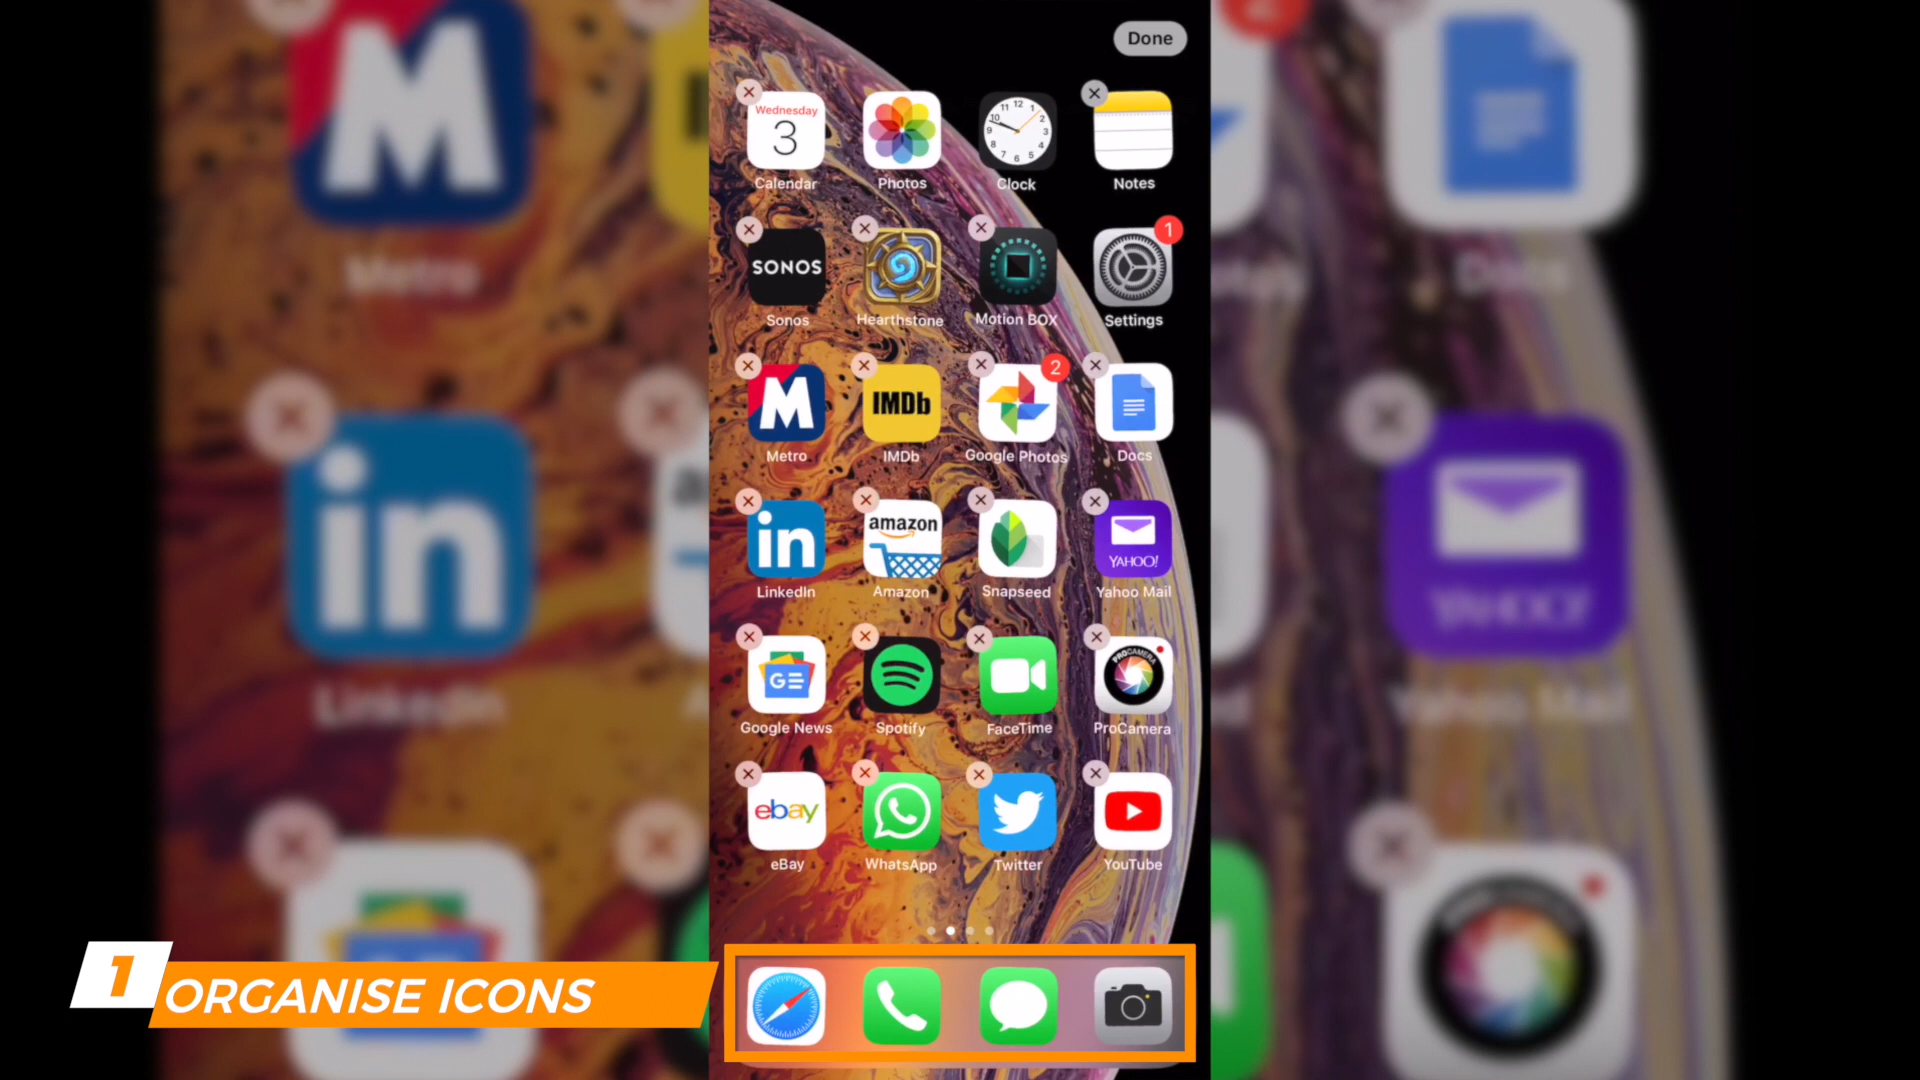 Done
Wednesday
3
Calendar
Photos
Clock
Notes
SONOS
1
Sonos
Hearthstone
Motion BOX
Settings
M
IMDb
2
Metro
IMDb
Google Photos
Docs
in
amazon
YAHOO!
LinkedIn
Amazon
Snapseed
Yahoo Mail
GE
PROCAMERA
Google News
Spotify
FaceTime
ProCamera
ebay
eBay
WhatsApp
Twitter
YouTube
1
ORGANISE ICONS